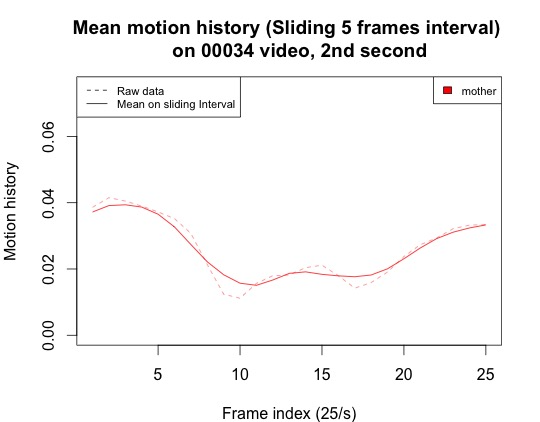 Mean motion history (Sliding 5 frames interval)
on 00034 video, 2nd second
Raw data
Mean on sliding Interval
mother
Motion history
0.06
0.04
0.02
0.00
5 10 15 20 25
Frame index (25/s)